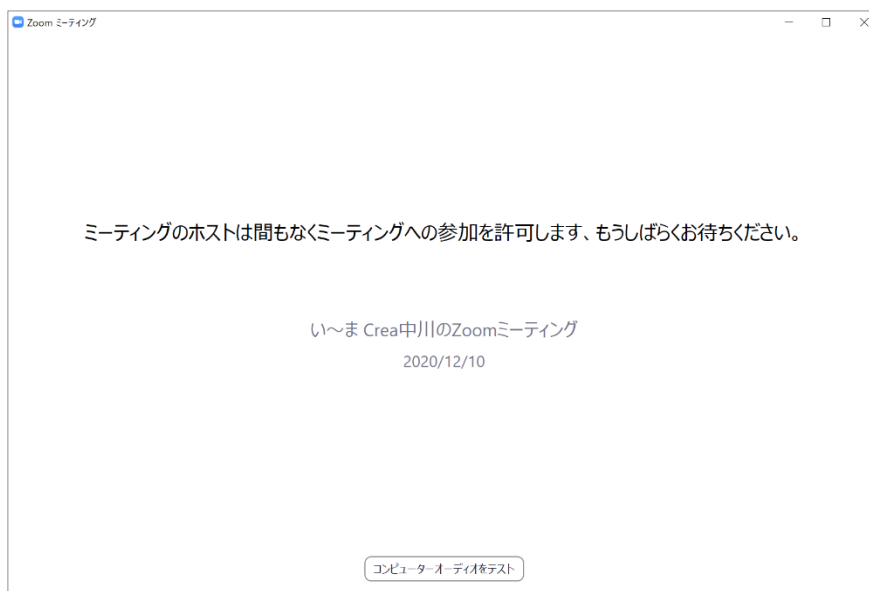 Zoom ミーティング
ミーティングのホストは間もなくミーティングへの参加を許可します、もうしばらくお待ちください。
い～ま Crea中川のZoomミーティング
2020/12/10
コンピューターオーディオをテスト